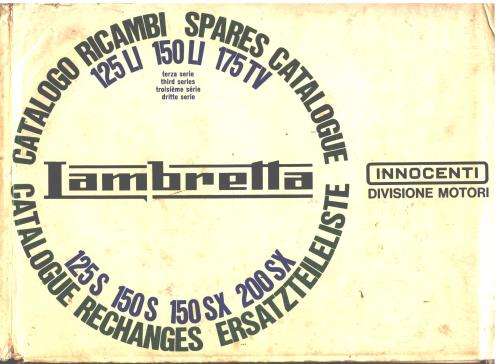 CATALOGO RICAMBI SPARES CATALOGUE
125 LI 150 LI 175 TV
terza serie
third series
troisième série
dritte serie
Lambretta
INNOCENTI
DIVISIONE MOTORI
125 S 150 S 150 SX 200 SX
CATALOGUE RECHANGES ERSATZTEILELISTE